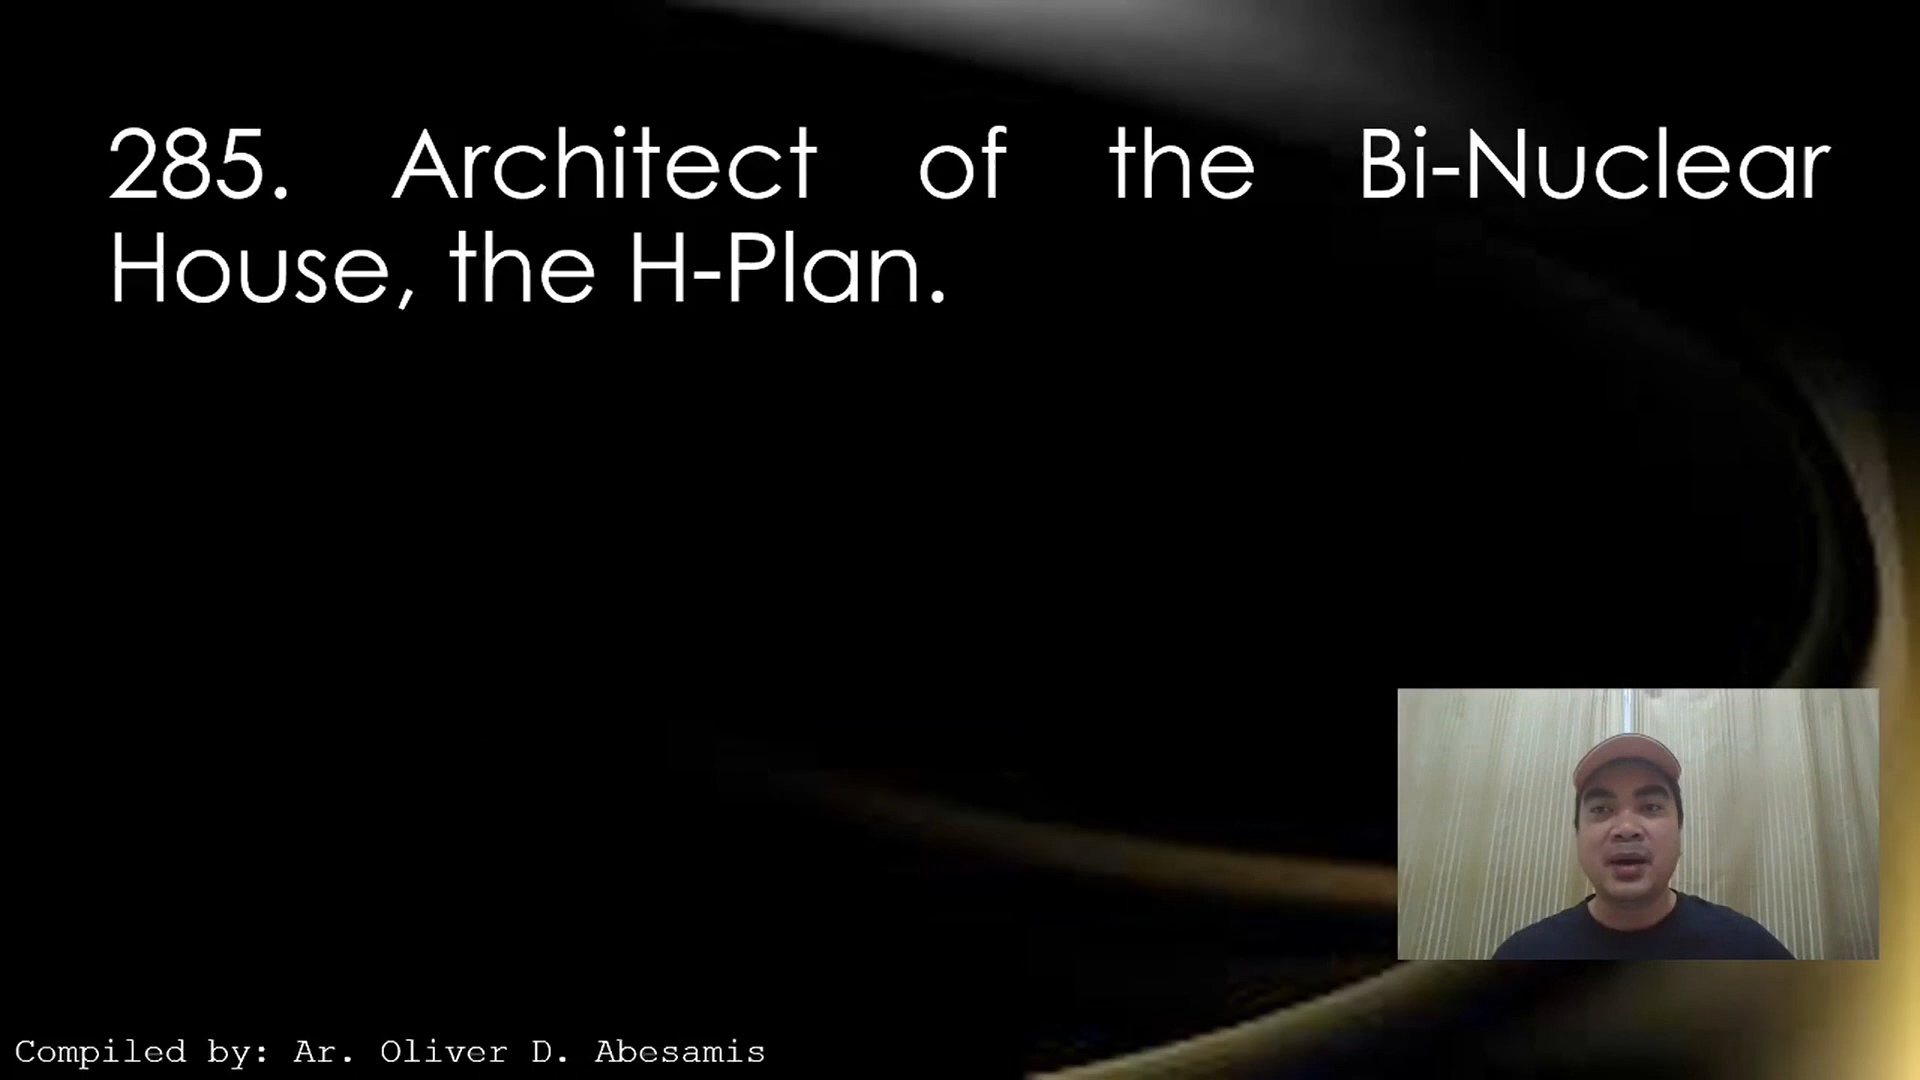 285. Architect of the Bi-Nuclear
House, the H-Plan.
Compiled by: Ar. Oliver D. Abesamis